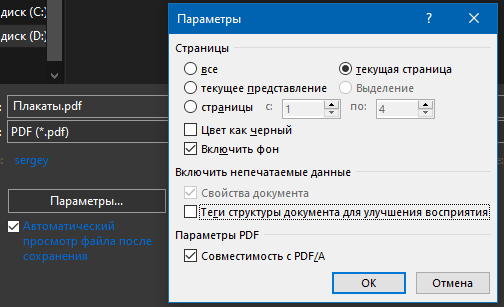 диск (C:)
диск (D:)
Плакаты.pdf
PDF (*.pdf)
sergey
Параметры...
Автоматический
просмотр файла после
сохранения
Параметры ? ×
Страницы
все текущая страница
текущее представление Выделение
страницы с: 1 по: 4
Цвет как черный
Включить фон
Включить непечатаемые данные
Свойства документа
Теги структуры документа для улучшения восприятия
Параметры PDF
Совместимость с PDF/A
ОК Отмена